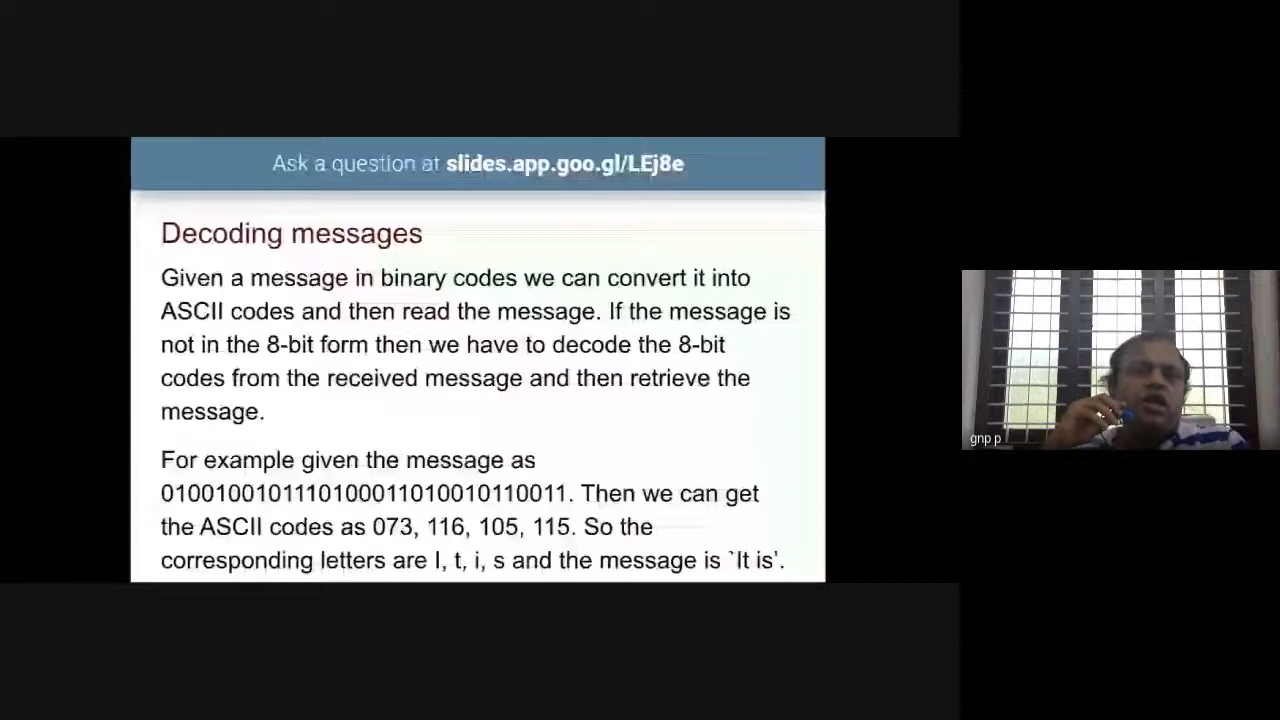 Ask a question at slides.app.goo.gl/LEj8e
Decoding messages
Given a message in binary codes we can convert it into
ASCII codes and then read the message. If the message is
not in the 8-bit form then we have to decode the 8-bit
codes from the received message and then retrieve the
message.
For example given the message as
01001001011101000110100101110011. Then we can get
the ASCII codes as 073, 116, 105, 115. So the
corresponding letters are I, t, i, s and the message is `It is'.
gnp p